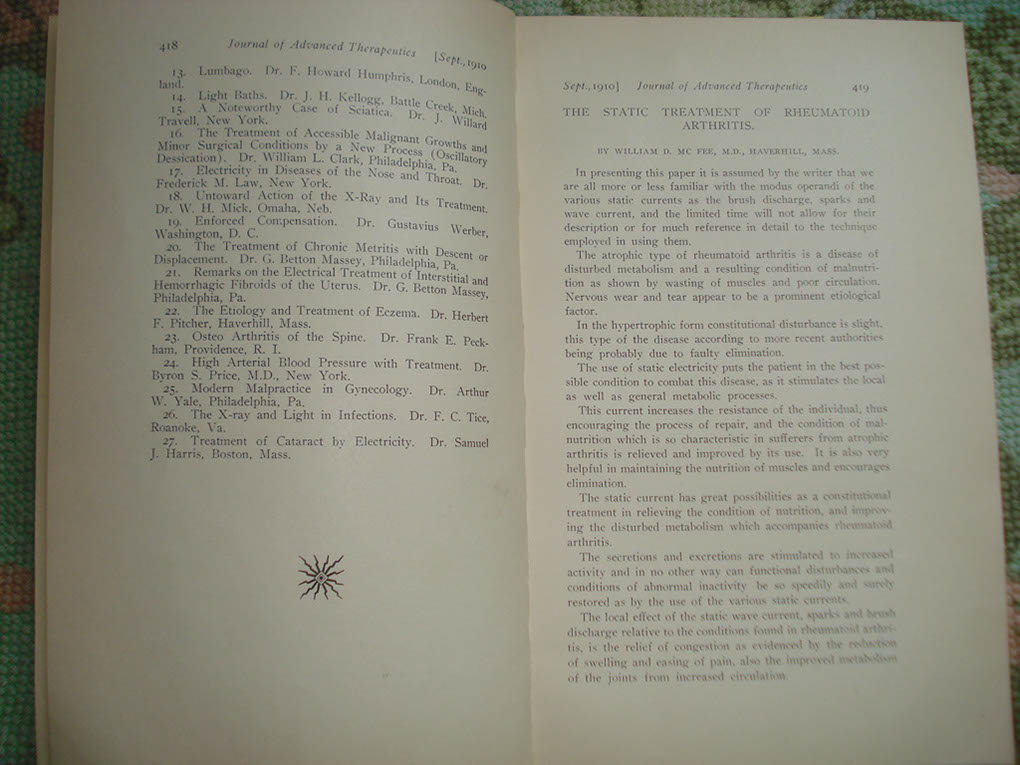 418 Journal of Advanced Therapeutics [Sept., 1910
13. Lumbago. Dr. F. Howard Humphris, London, Eng-
land.
14. Light Baths. Dr. J. H. Kellogg, Battle Creek, Mich.
15. A Noteworthy Case of Sciatica. Dr. J. Willard
Travell, New York.
16. The Treatment of Accessible Malignant Growths and
Minor Surgical Conditions by a New Process (Oscillatory
Dessication). Dr. William L. Clark, Philadelphia, Pa.
17. Electricity in Diseases of the Nose and Throat. Dr.
Frederick M. Law, New York.
18. Untoward Action of the X-Ray and Its Treatment.
Dr. W. H. Mick, Omaha, Neb.
19. Enforced Compensation. Dr. Gustavius Werber,
Washington, D. C.
20. The Treatment of Chronic Metritis with Descent or
Displacement. Dr. G. Betton Massey, Philadelphia, Pa.
21. Remarks on the Electrical Treatment of Interstitial and
Hemorrhagic Fibroids of the Uterus. Dr. G. Betton Massey,
Philadelphia, Pa.
22. The Etiology and Treatment of Eczema. Dr. Herbert
F. Pitcher, Haverhill, Mass.
23. Osteo Arthritis of the Spine. Dr. Frank E. Peck-
ham, Providence, R. I.
24. High Arterial Blood Pressure with Treatment. Dr.
Byron S. Price, M.D., New York.
25. Modern Malpractice in Gynecology. Dr. Arthur
W. Yale, Philadelphia, Pa.
26. The X-ray and Light in Infections. Dr. F. C. Tice,
Roanoke, Va.
27. Treatment of Cataract by Electricity. Dr. Samuel
J. Harris, Boston, Mass.
Sept., 1910] Journal of Advanced Therapeutics 419
THE STATIC TREATMENT OF RHEUMATOID
ARTHRITIS.
BY WILLIAM D. MC FEE, M.D., HAVERHILL, MASS.
In presenting this paper it is assumed by the writer that we
are all more or less familiar with the modus operandi of the
various static currents as the brush discharge, sparks and
wave current, and the limited time will not allow for their
description or for much reference in detail to the technique
employed in using them.
The atrophic type of rheumatoid arthritis is a disease of
disturbed metabolism and a resulting condition of malnutri-
tion as shown by wasting of muscles and poor circulation.
Nervous wear and tear appear to be a prominent etiological
factor.
In the hypertrophic form constitutional disturbance is slight,
this type of the disease according to more recent authorities
being probably due to faulty elimination.
The use of static electricity puts the patient in the best pos-
sible condition to combat this disease, as it stimulates the local
as well as general metabolic processes.
This current increases the resistance of the individual, thus
encouraging the process of repair, and the condition of mal-
nutrition which is so characteristic in sufferers from atrophic
arthritis is relieved and improved by its use. It is also very
helpful in maintaining the nutrition of muscles and encourages
elimination.
The static current has great possibilities as a constitutional
treatment in relieving the condition of nutrition, and improv-
ing the disturbed metabolism which accompanies rheumatoid
arthritis.
The secretions and excretions are stimulated to increased
activity and in no other way can functional disturbances and
conditions of abnormal inactivity be so speedily and surely
restored as by the use of the various static currents.
The local effect of the static wave current, sparks and brush
discharge relative to the conditions found in rheumatoid arthri-
tis, is the relief of congestion as evidenced by the reduction
of swelling and easing of pain, also the improved metabolism
of the joints from increased circulation.